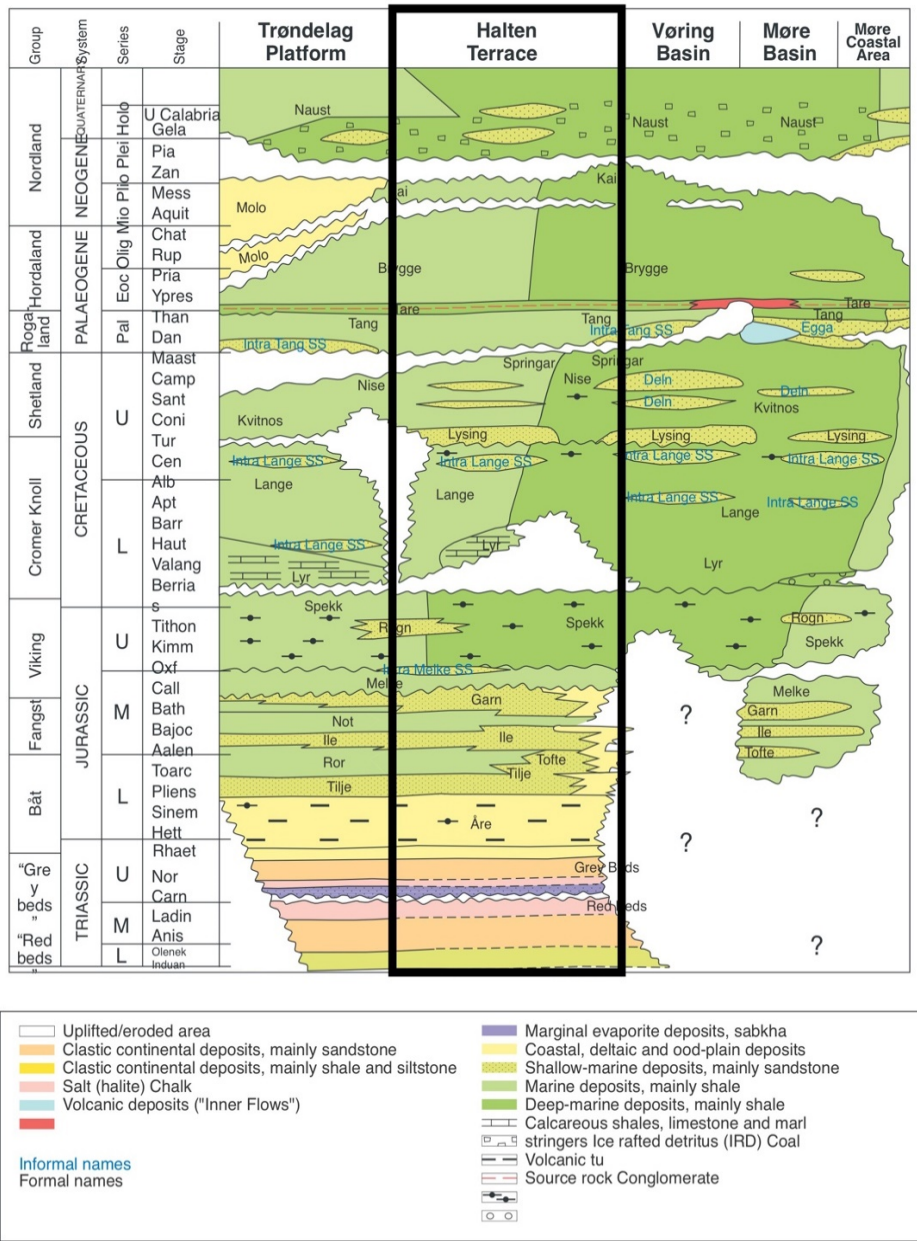 Group
System
Series
Stage
Trøndelag
Platform
Halten
Terrace
Vøring
Basin
Møre
Basin
Møre
Coastal
Area
Nordland
Hordaland
Roga-
land
Shetland
Cromer Knoll
Viking
Fangst
Båt
“Gre
y
beds
”
“Red
beds
”
QUATERNARY
NEOGENE
PALAEOGENE
CRETACEOUS
JURASSIC
TRIASSIC
Holo
Plei
Plio
Mio
Olig
Eoc
Pal
U
L
U
M
L
U
M
L
U Calabria
Gela
Pia
Zan
Mess
Aquit
Chat
Rup
Pria
Ypres
Than
Dan
Maast
Camp
Sant
Coni
Tur
Cen
Alb
Apt
Barr
Haut
Valang
Berria
s
Tithon
Kimm
Oxf
Call
Bath
Bajoc
Aalen
Toarc
Pliens
Sinem
Hett
Rhaet
Nor
Carn
Ladin
Anis
Olenek
Induan
Naust
Naust
Naust
Molo
Kai
Kai
Molo
Brygge
Brygge
Tare
Tare
Tang
Tang
Tang
Intra Tang SS
Intra Tang SS
Egga
Springar
Springar
Nise
Nise
Deln
Deln
Deln
Kvitnos
Kvitnos
Lysing
Lysing
Lysing
Intra Lange SS
Intra Lange SS
Intra Lange SS
Intra Lange SS
Lange
Lange
Intra Lange SS
Intra Lange SS
Lange
Intra Lange SS
Lyr
Lyr
Lyr
Spekk
Rogn
Spekk
Rogn
Spekk
Intra Melke SS
Melke
Melke
Garn
Garn
Not
?
Ile
Ile
Ile
Ror
Tofte
Tofte
Tilje
Tilje
Åre
?
?
Grey Beds
Red Beds
?
Uplifted/eroded area
Clastic continental deposits, mainly sandstone
Clastic continental deposits, mainly shale and siltstone
Salt (halite) Chalk
Volcanic deposits ("Inner Flows")
Informal names
Formal names
Marginal evaporite deposits, sabkha
Coastal, deltaic and ood-plain deposits
Shallow-marine deposits, mainly sandstone
Marine deposits, mainly shale
Deep-marine deposits, mainly shale
Calcareous shales, limestone and marl
stringers Ice rafted detritus (IRD) Coal
Volcanic tu
Source rock Conglomerate